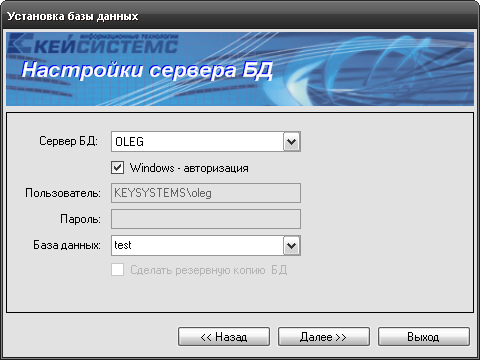 Установка базы данных
информационные технологии
КЕЙСИСТЕМС
Настройки сервера БД
Сервер БД: OLEG
Windows - авторизация
Пользователь: KEYSYSTEMS\oleg
Пароль:
База данных: test
Сделать резервную копию БД
<< Назад Далее >> Выход